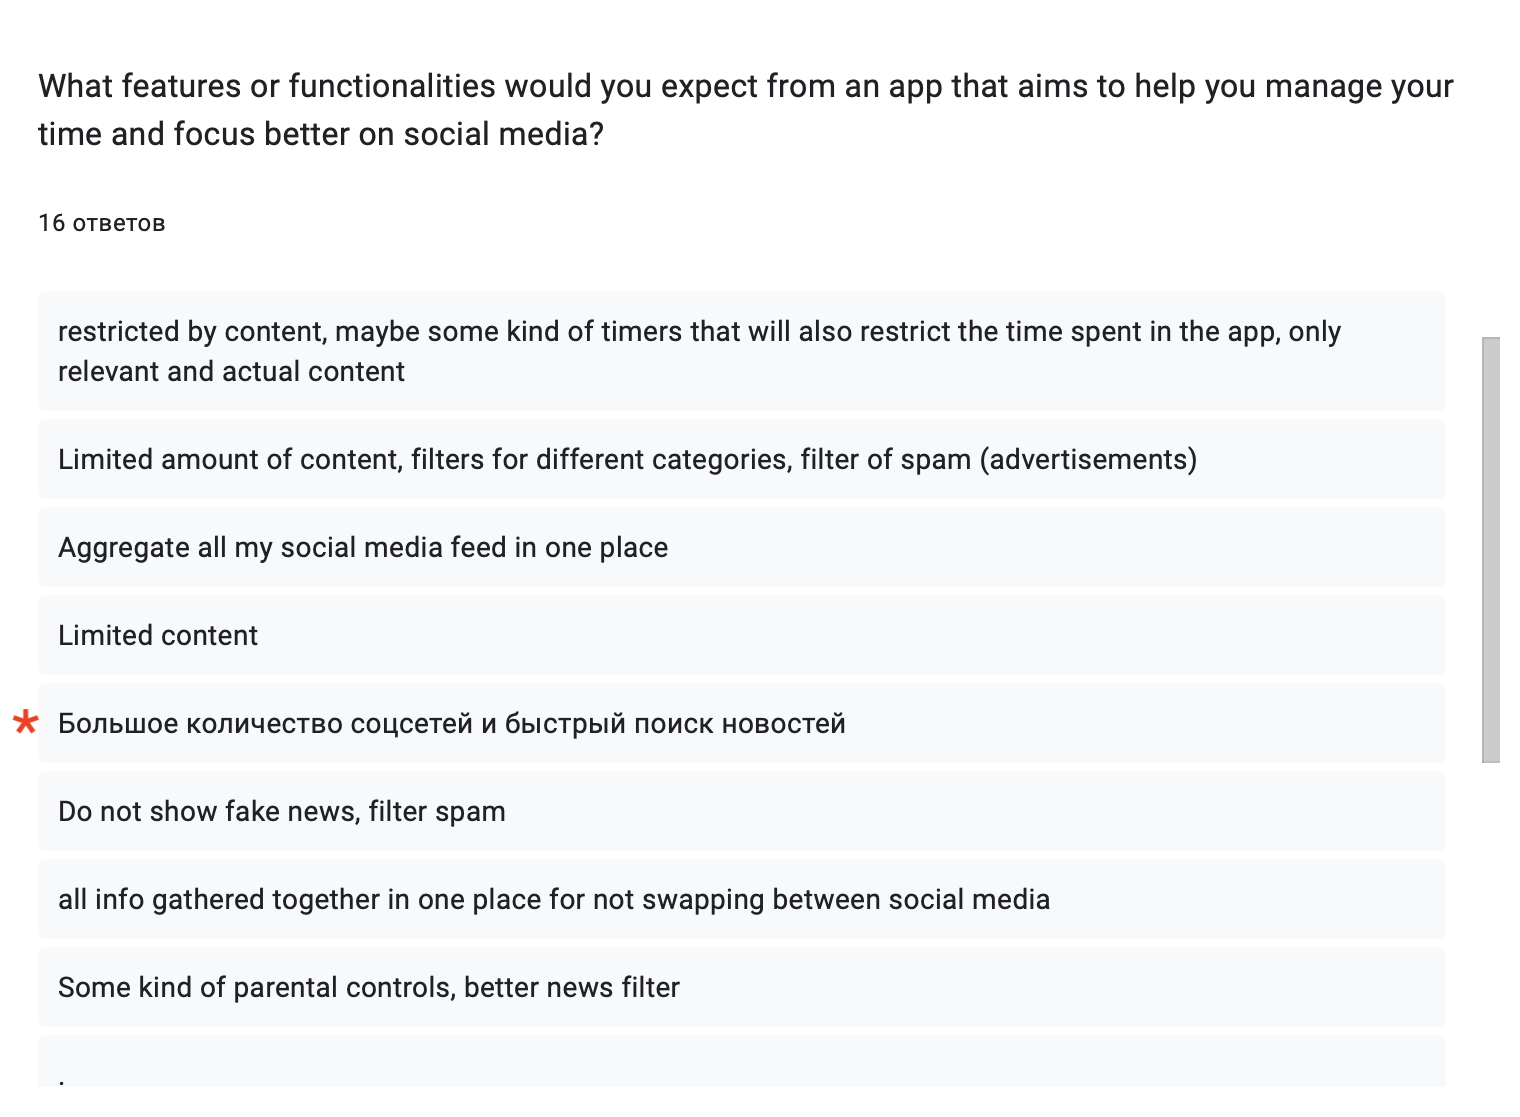 What features or functionalities would you expect from an app that aims to help you manage your
time and focus better on social media?
16 ответов
restricted by content, maybe some kind of timers that will also restrict the time spent in the app, only
relevant and actual content
Limited amount of content, filters for different categories, filter of spam (advertisements)
Aggregate all my social media feed in one place
Limited content
* Большое количество соцсетей и быстрый поиск новостей
Do not show fake news, filter spam
all info gathered together in one place for not swapping between social media
Some kind of parental controls, better news filter
.